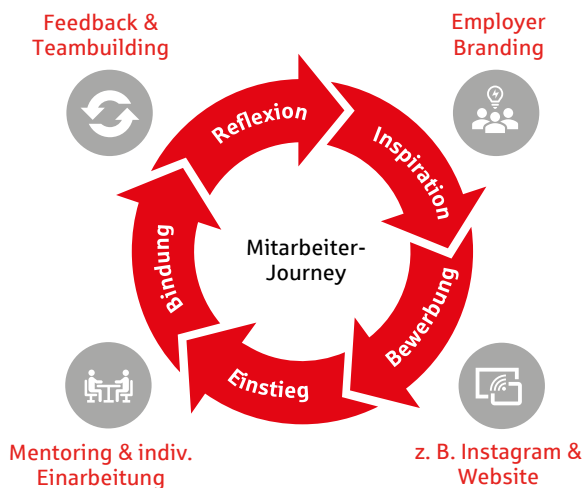 Feedback &
Teambuilding
Employer
Branding
Reflexion
Inspiration
Mitarbeiter-
Journey
Bindung
Bewerbung
Einstieg
Mentoring & indiv.
Einarbeitung
z. B. Instagram &
Website